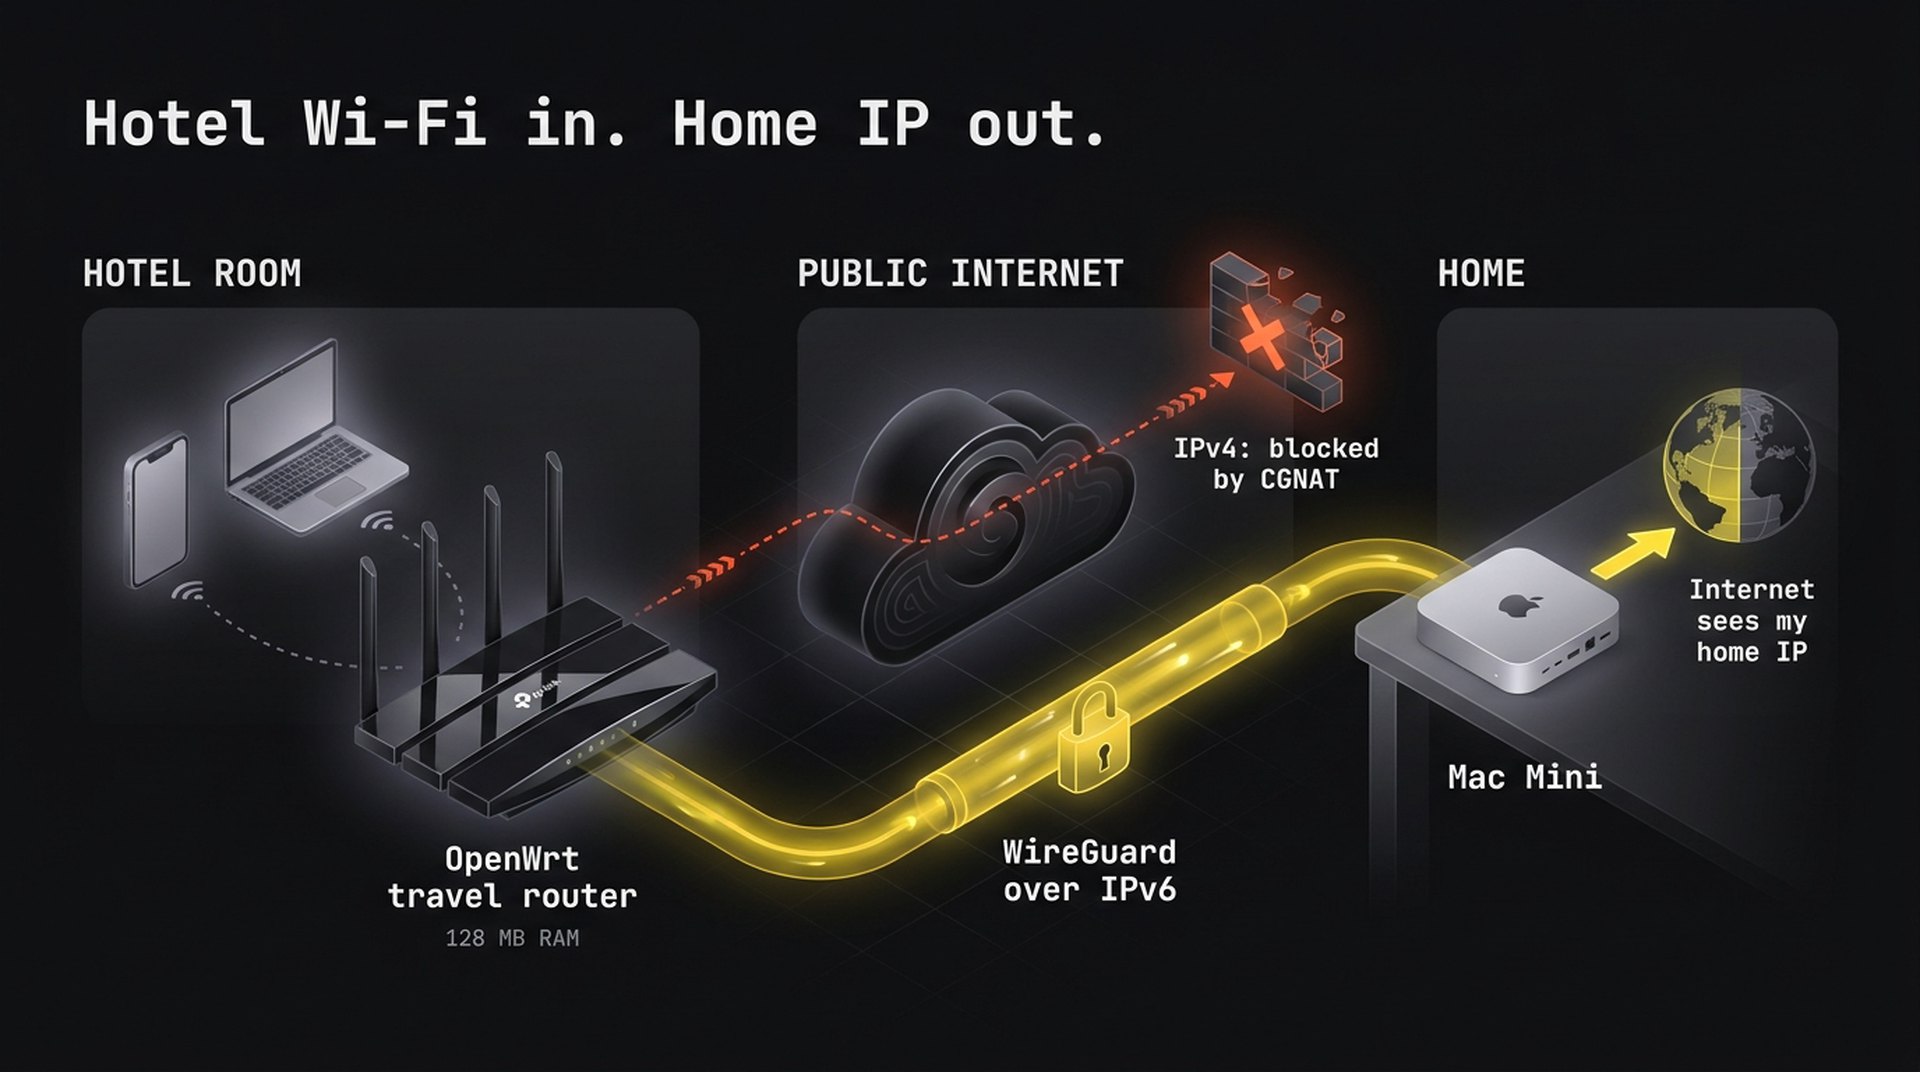 Hotel Wi-Fi in. Home IP out.
HOTEL ROOM
PUBLIC INTERNET
HOME
IPv4: blocked
by CGNAT
Internet
sees my
home IP
Mac Mini
OpenWrt
travel router
128 MB RAM
WireGuard
over IPv6